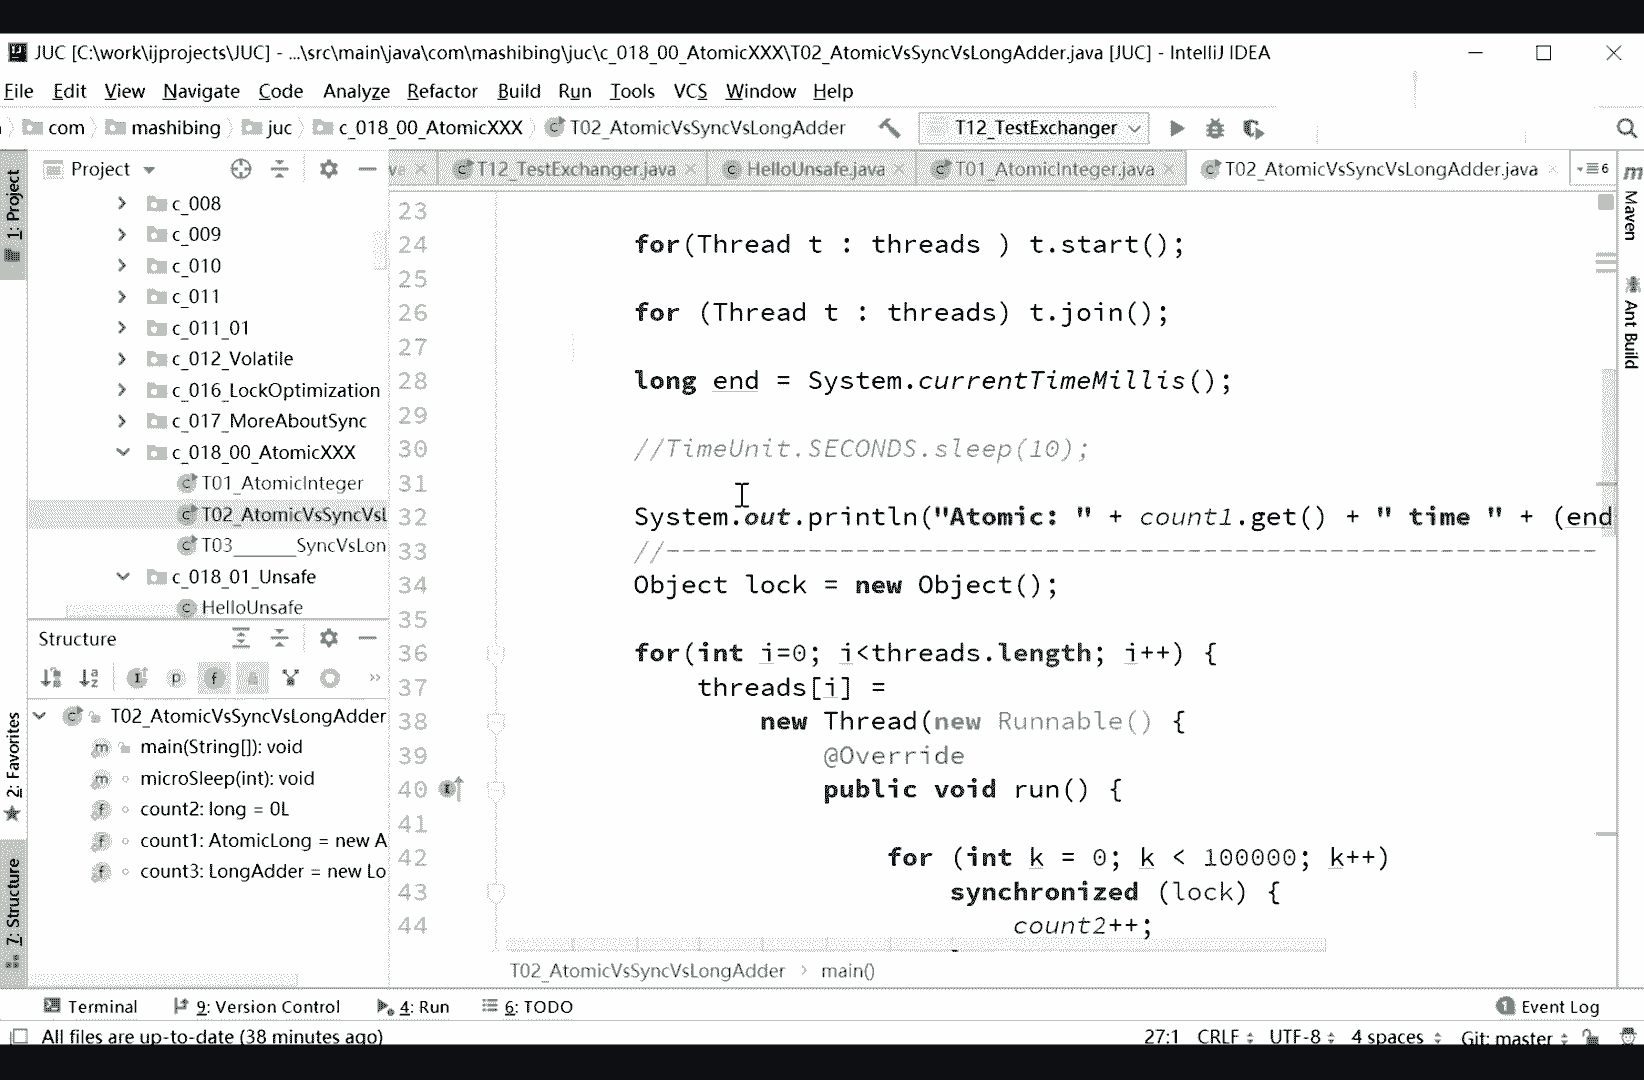 JUC [C:\work\ijprojects\JUC] - ...\src\main\java\com\mashibing\juc\c_018_00_AtomicXXX\T02_AtomicVsSyncVsLongAdder.java [JUC] - IntelliJ IDEA
File Edit View Navigate Code Analyze Refactor Build Run Tools VCS Window Help
com mashibing juc c_018_00_AtomicXXX T02_AtomicVsSyncVsLongAdder T12_TestExchanger
Project
ve T12_TestExchanger.java HelloUnsafe.java T01_AtomicInteger.java T02_AtomicVsSyncVsLongAdder.java 6
1: Project
c_008
c_009
c_010
c_011
c_011_01
c_012_Volatile
c_016_LockOptimization
c_017_MoreAboutSync
c_018_00_AtomicXXX
T01_AtomicInteger
T02_AtomicVsSyncVsL
T03______SyncVsLon
c_018_01_Unsafe
HelloUnsafe
Structure
T02_AtomicVsSyncVsLongAdder
main(String[]): void
microSleep(int): void
count2: long = 0L
count1: AtomicLong = new A
count3: LongAdder = new Lo
2: Favorites
7: Structure
23
24 for(Thread t : threads ) t.start();
25
26 for (Thread t : threads) t.join();
27
28 long end = System.currentTimeMillis();
29
30 //TimeUnit.SECONDS.sleep(10);
31
32 System.out.println("Atomic: " + count1.get() + " time " + (end
33 //-----------------------------------------------------------
34 Object lock = new Object();
35
36 for(int i=0; i<threads.length; i++) {
37 threads[i] =
38 new Thread(new Runnable() {
39 @Override
40 public void run() {
41
42 for (int k = 0; k < 100000; k++)
43 synchronized (lock) {
44 count2++;
T02_AtomicVsSyncVsLongAdder main()
Maven
Ant Build
Terminal 9: Version Control 4: Run 6: TODO 1 Event Log
All files are up-to-date (38 minutes ago) 27:1 CRLF UTF-8 4 spaces Git: master